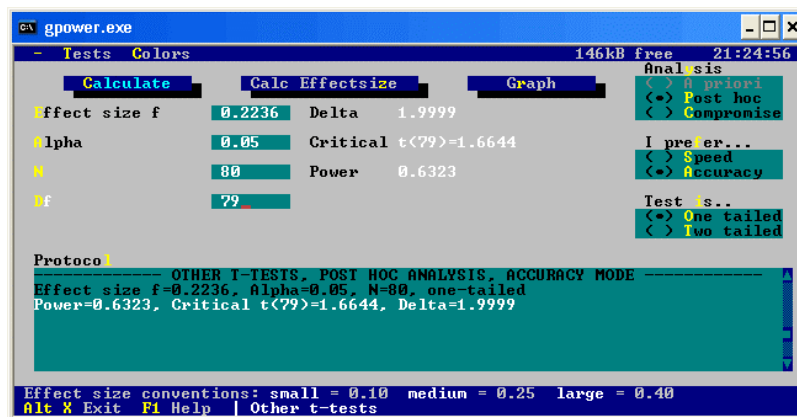 gpower.exe
- Tests Colors 146kB free 21:24:56
Calculate Calc Effectsize Graph Analysis
( ) A priori
(•) Post hoc
( ) Compromise
Effect size f 0.2236 Delta 1.9999
Alpha 0.05 Critical t(79)=1.6644 I prefer...
( ) Speed
N 80 Power 0.6323 (•) Accuracy
Df 79_ Test is..
(•) One tailed
( ) Two tailed
Protocol
------------- OTHER T-TESTS, POST HOC ANALYSIS, ACCURACY MODE ------------
Effect size f=0.2236, Alpha=0.05, N=80, one-tailed
Power=0.6323, Critical t(79)=1.6644, Delta=1.9999
Effect size conventions: small = 0.10 medium = 0.25 large = 0.40
Alt X Exit F1 Help | Other t-tests